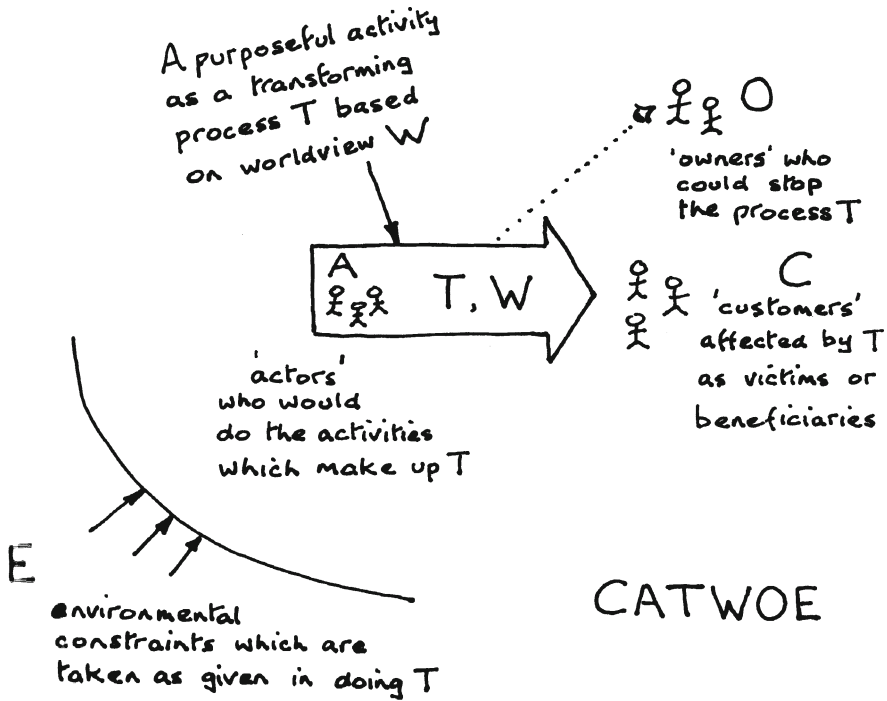 A purposeful activity
as a transforming
process T based
on worldview W
O
'owners' who
could stop
the process T
A
T, W
C
'customers'
affected by T
as victims or
beneficiaries
'actors'
who would
do the activities
which make up T
E
environmental
constraints which are
taken as given in doing T
CATWOE